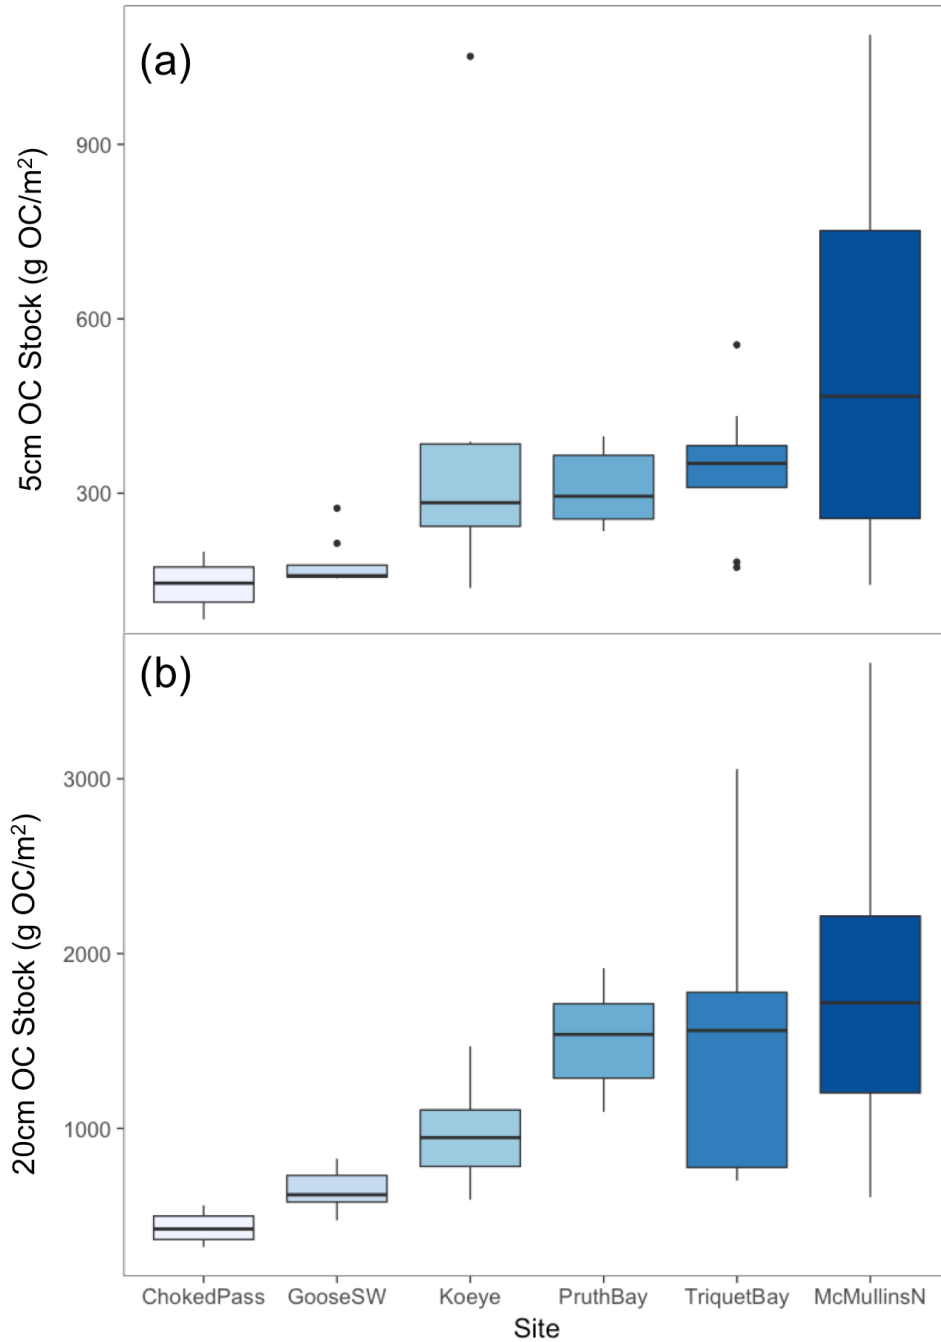 (a)
5cm OC Stock (g OC/m²)
900
600
300
(b)
20cm OC Stock (g OC/m²)
3000
2000
1000
ChokedPass GooseSW Koeye PruthBay TriquetBay McMullinsN
Site